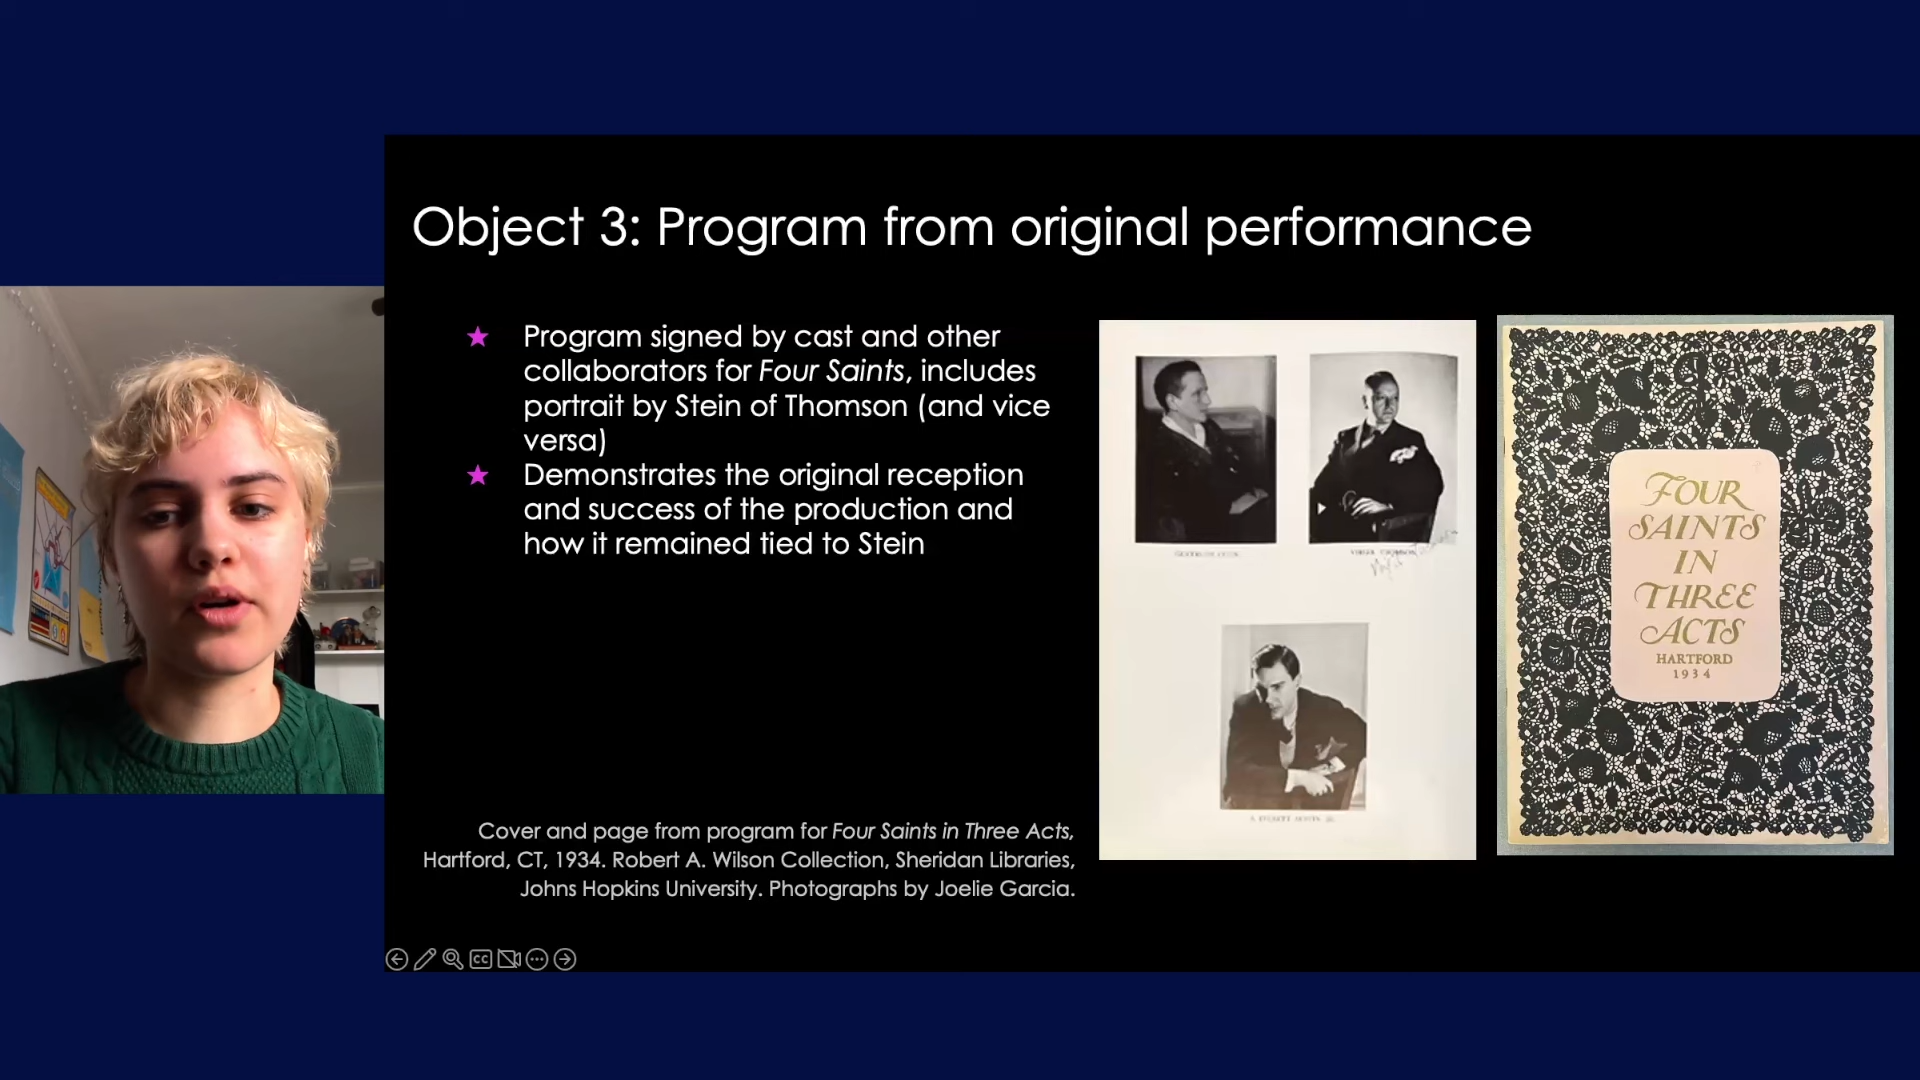 Object 3: Program from original performance
★ Program signed by cast and other
collaborators for Four Saints, includes
portrait by Stein of Thomson (and vice
versa)
★ Demonstrates the original reception
and success of the production and
how it remained tied to Stein
Cover and page from program for Four Saints in Three Acts,
Hartford, CT, 1934. Robert A. Wilson Collection, Sheridan Libraries,
Johns Hopkins University. Photographs by Joelie Garcia.
VIRGIL THOMSON
FOUR
SAINTS
IN
THREE
ACTS
HARTFORD
1934
CC